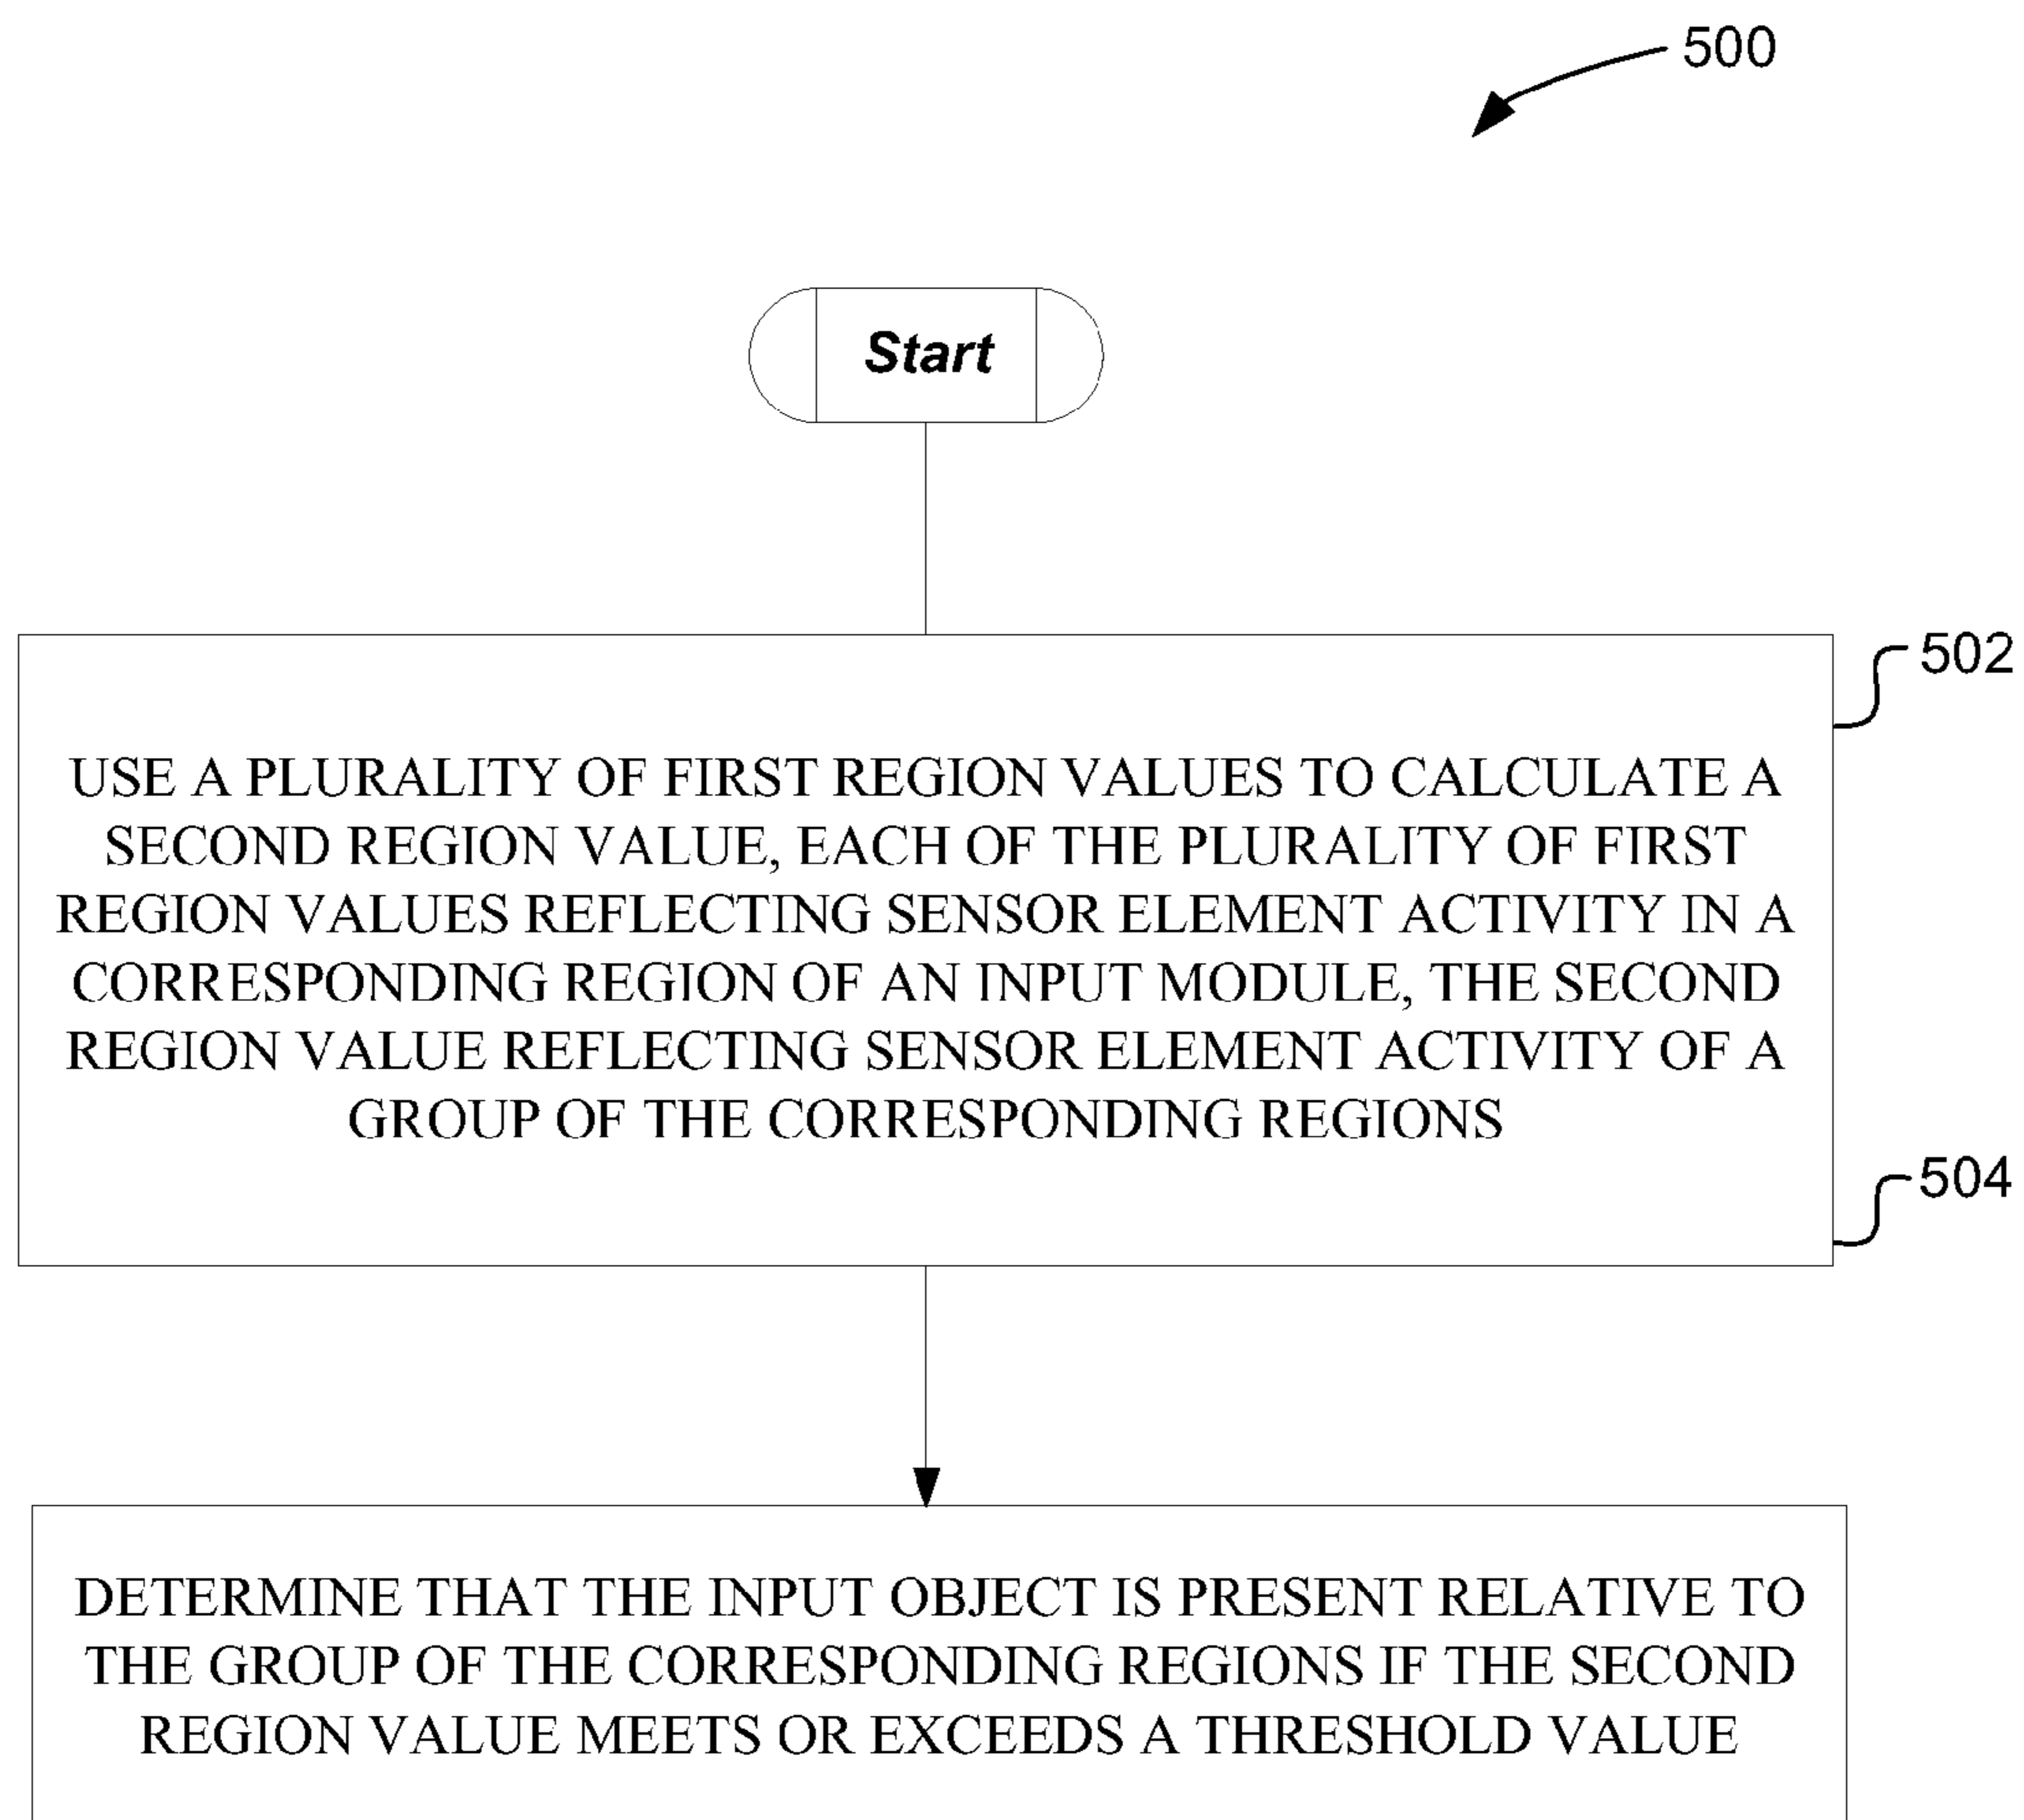 500
Start
502
USE A PLURALITY OF FIRST REGION VALUES TO CALCULATE A
SECOND REGION VALUE, EACH OF THE PLURALITY OF FIRST
REGION VALUES REFLECTING SENSOR ELEMENT ACTIVITY IN A
CORRESPONDING REGION OF AN INPUT MODULE, THE SECOND
REGION VALUE REFLECTING SENSOR ELEMENT ACTIVITY OF A
GROUP OF THE CORRESPONDING REGIONS
504
DETERMINE THAT THE INPUT OBJECT IS PRESENT RELATIVE TO
THE GROUP OF THE CORRESPONDING REGIONS IF THE SECOND
REGION VALUE MEETS OR EXCEEDS A THRESHOLD VALUE